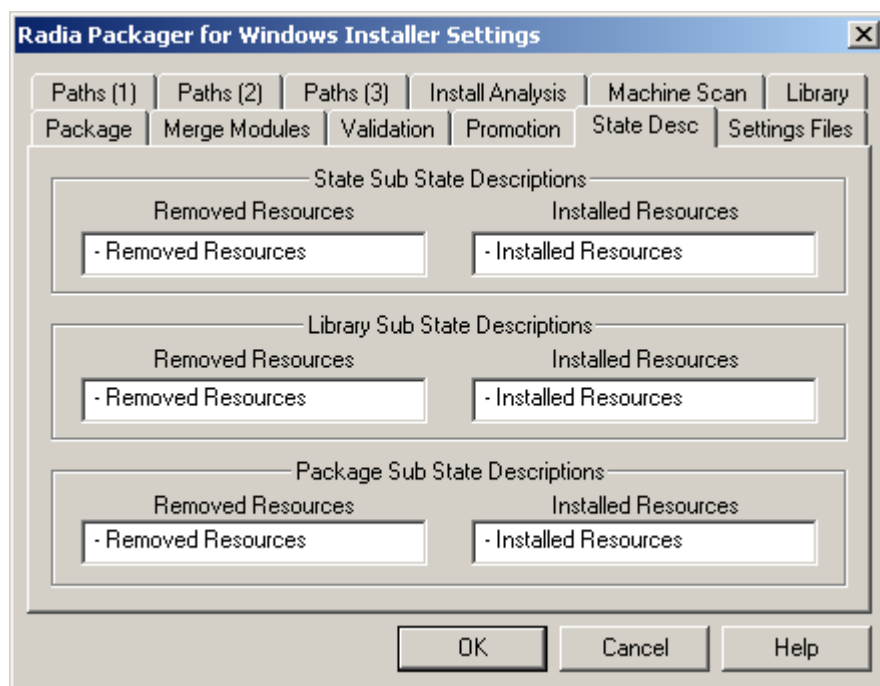 Radia Packager for Windows Installer Settings
Paths (1) Paths (2) Paths (3) Install Analysis Machine Scan Library
Package Merge Modules Validation Promotion State Desc Settings Files
State Sub State Descriptions
Removed Resources Installed Resources
- Removed Resources - Installed Resources
Library Sub State Descriptions
Removed Resources Installed Resources
- Removed Resources - Installed Resources
Package Sub State Descriptions
Removed Resources Installed Resources
- Removed Resources - Installed Resources
OK Cancel Help